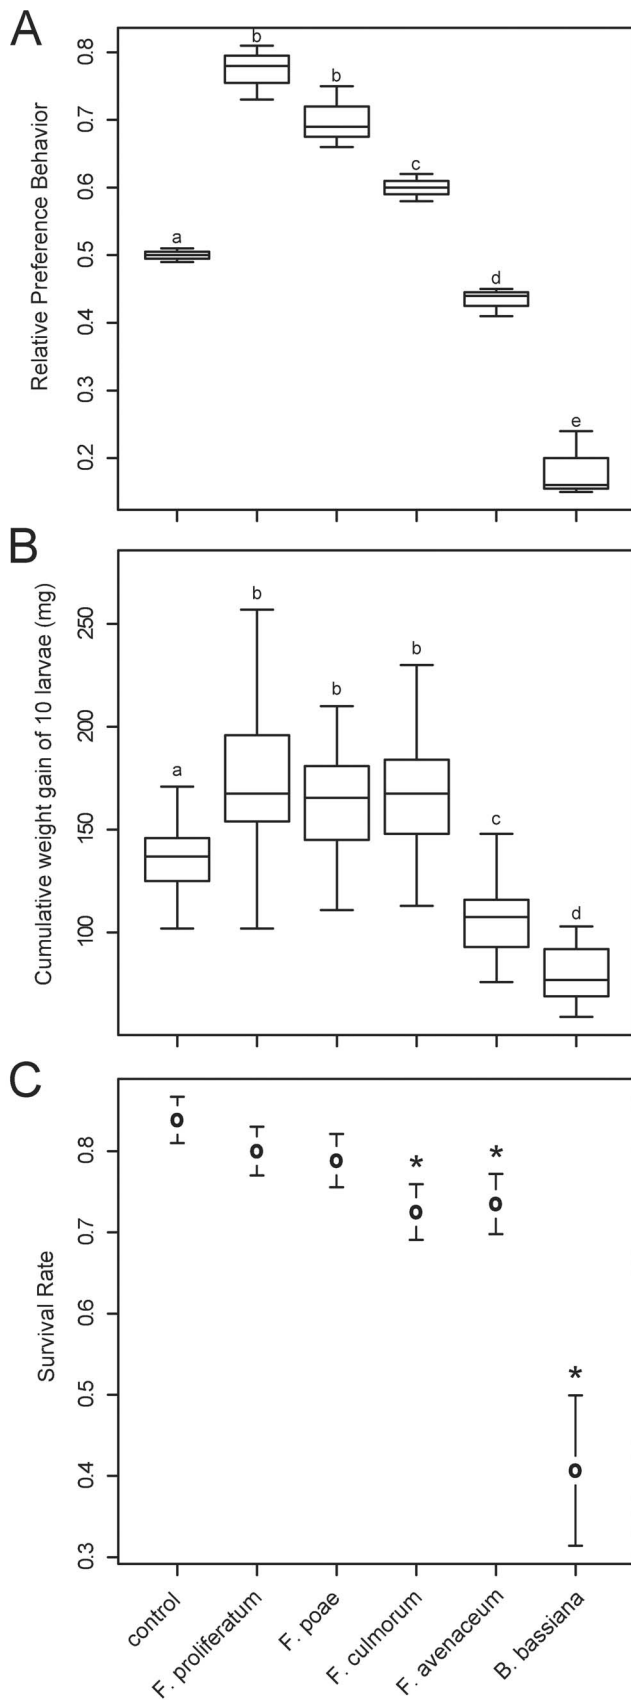 A
Relative Preference Behavior
0.8
0.7
0.6
0.5
0.4
0.3
0.2
a
b
b
c
d
e
B
Cumulative weight gain of 10 larvae (mg)
250
200
150
100
a
b
b
b
c
d
C
Survival Rate
0.8
0.7
0.6
0.5
0.4
0.3
*
*
*
control
F. proliferatum
F. poae
F. culmorum
F. avenaceum
B. bassiana